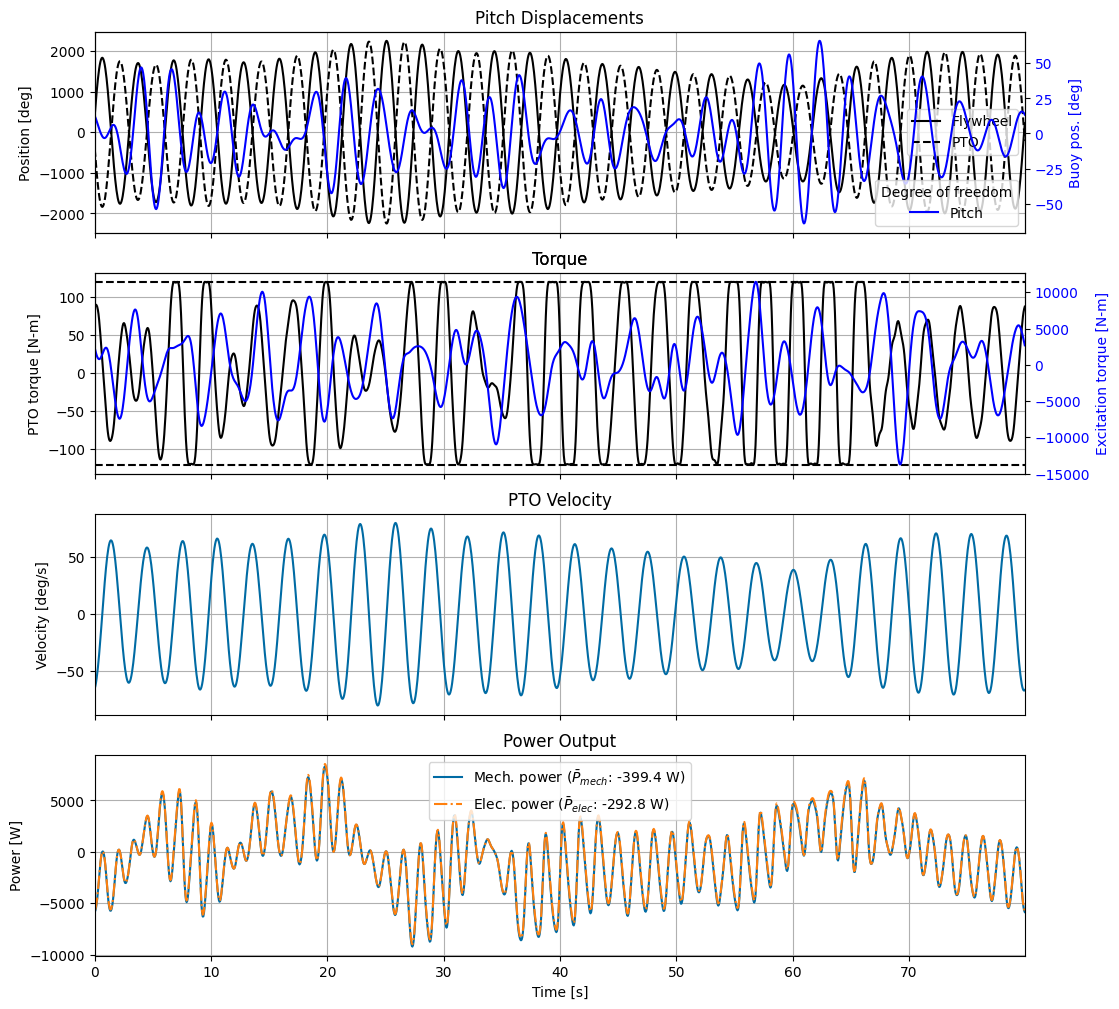 Pitch Displacements
Position [deg]
2000
1000
0
−1000
−2000
50
25
0
−25
−50
Buoy pos. [deg]
Flywheel
PTO
Degree of freedom
Pitch
Torque
PTO torque [N-m]
100
50
0
−50
−100
10000
5000
0
−5000
−10000
−15000
Excitation torque [N-m]
PTO Velocity
Velocity [deg/s]
50
0
−50
Power Output
Power [W]
5000
0
−5000
−10000
Mech. power (P̄mech: -399.4 W)
Elec. power (P̄elec: -292.8 W)
0 10 20 30 40 50 60 70
Time [s]